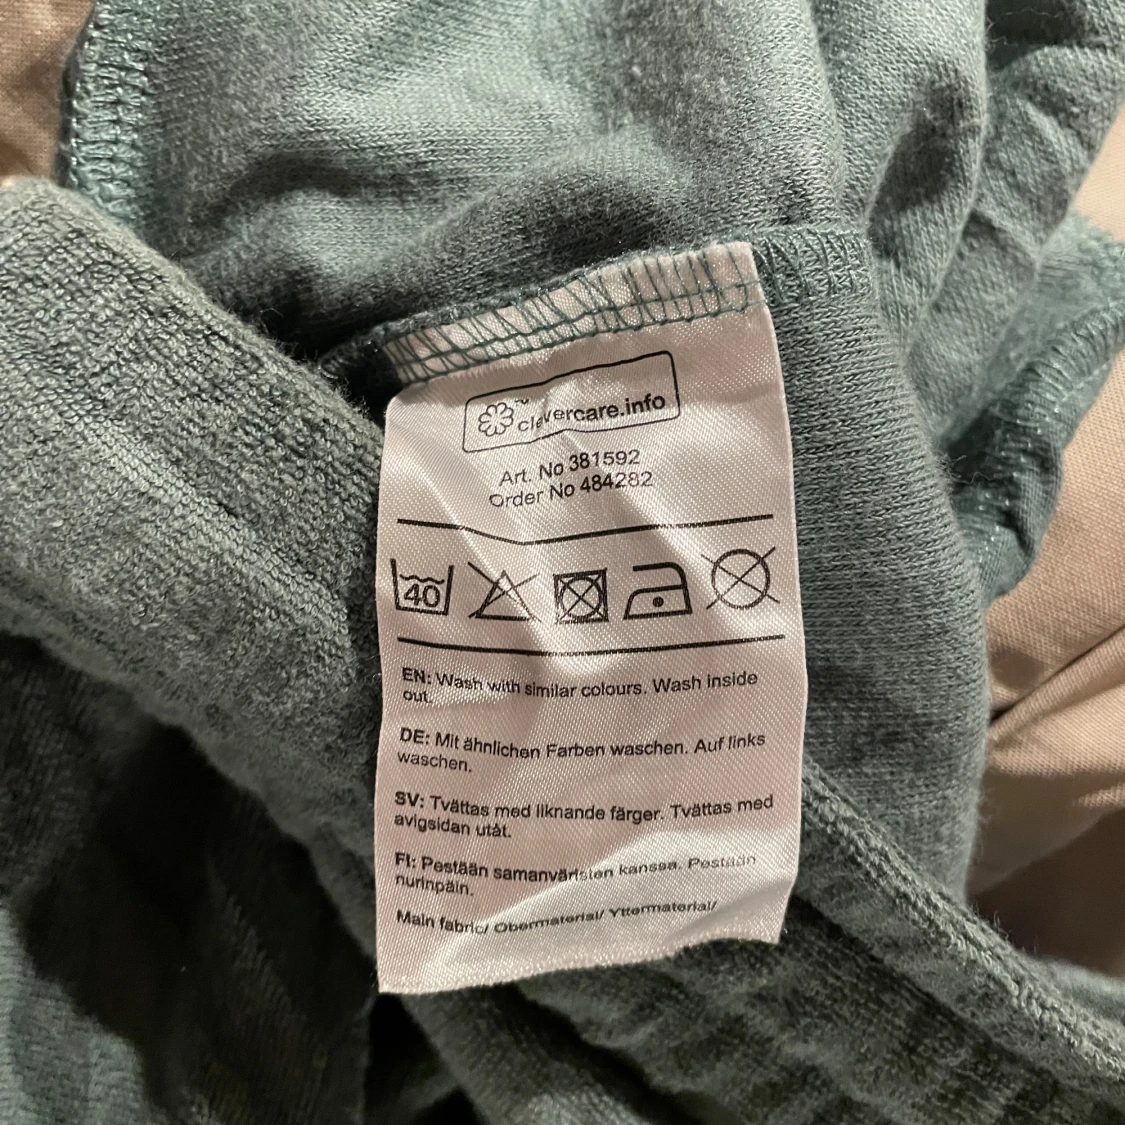 clevercare.info
Art. No 381592
Order No 484282
40
EN: Wash with similar colours. Wash inside
out.
DE: Mit ähnlichen Farben waschen. Auf links
waschen.
SV: Tvättas med liknande färger. Tvättas med
avigsidan utåt.
FI: Pestään samanväristen kanssa. Pestään
nurinpäin.
Main fabric/ Obermaterial/ Yttermaterial/